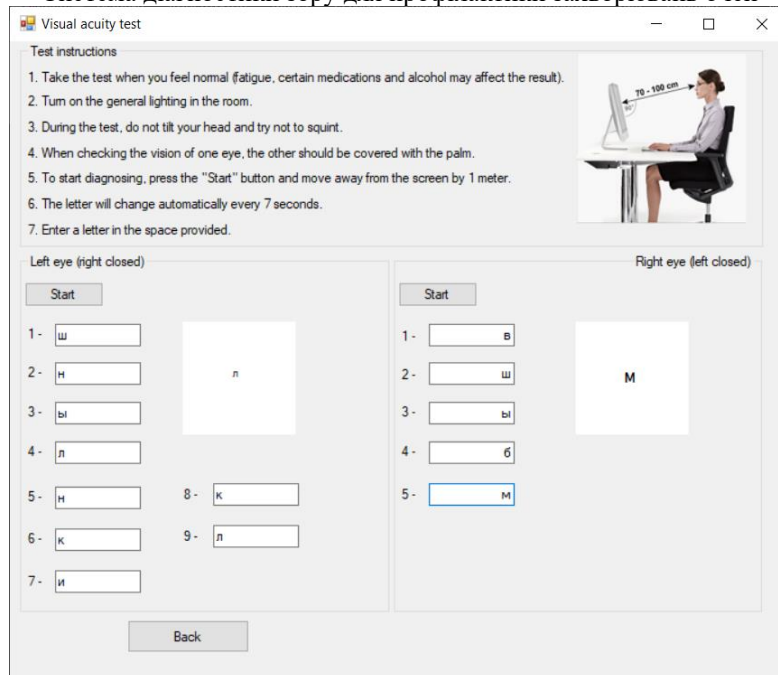 Visual acuity test
Test instructions
1. Take the test when you feel normal (fatigue, certain medications and alcohol may affect the result).
2. Turn on the general lighting in the room.
3. During the test, do not tilt your head and try not to squint.
4. When checking the vision of one eye, the other should be covered with the palm.
5. To start diagnosing, press the "Start" button and move away from the screen by 1 meter.
6. The letter will change automatically every 7 seconds.
7. Enter a letter in the space provided.
70 - 100 cm
90°
Left eye (right closed)
Start
1 - ш
2 - н
л
3 - ы
4 - л
5 - н
8 - к
6 - к
9 - л
7 - и
Right eye (left closed)
Start
1 - в
2 - ш
М
3 - ы
4 - б
5 - м
Back